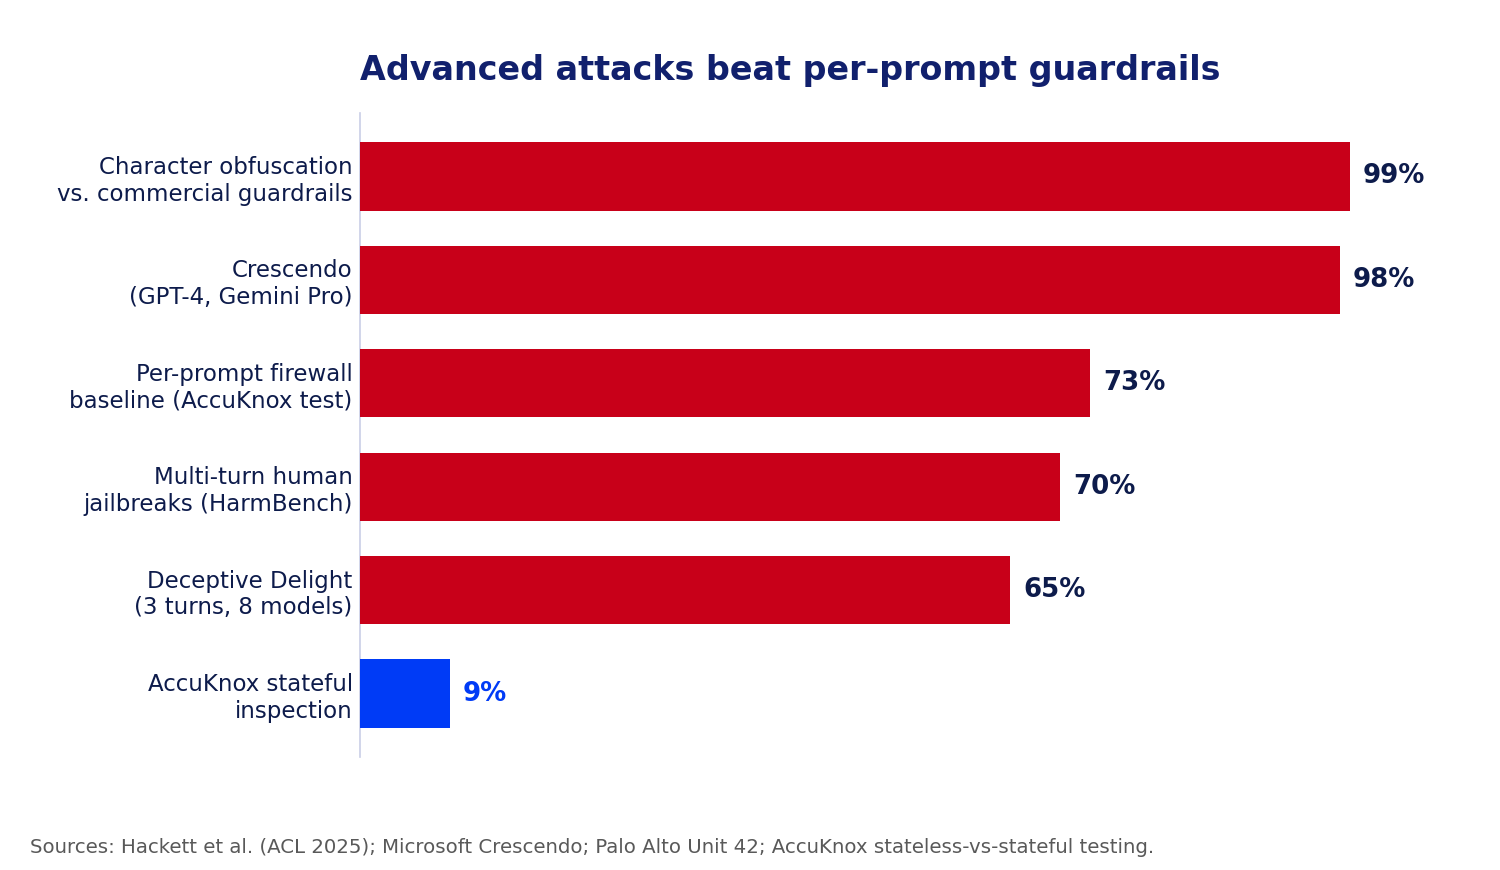 Advanced attacks beat per-prompt guardrails
Character obfuscation
vs. commercial guardrails
99%
Crescendo
(GPT-4, Gemini Pro)
98%
Per-prompt firewall
baseline (AccuKnox test)
73%
Multi-turn human
jailbreaks (HarmBench)
70%
Deceptive Delight
(3 turns, 8 models)
65%
AccuKnox stateful
inspection
9%
Sources: Hackett et al. (ACL 2025); Microsoft Crescendo; Palo Alto Unit 42; AccuKnox stateless-vs-stateful testing.